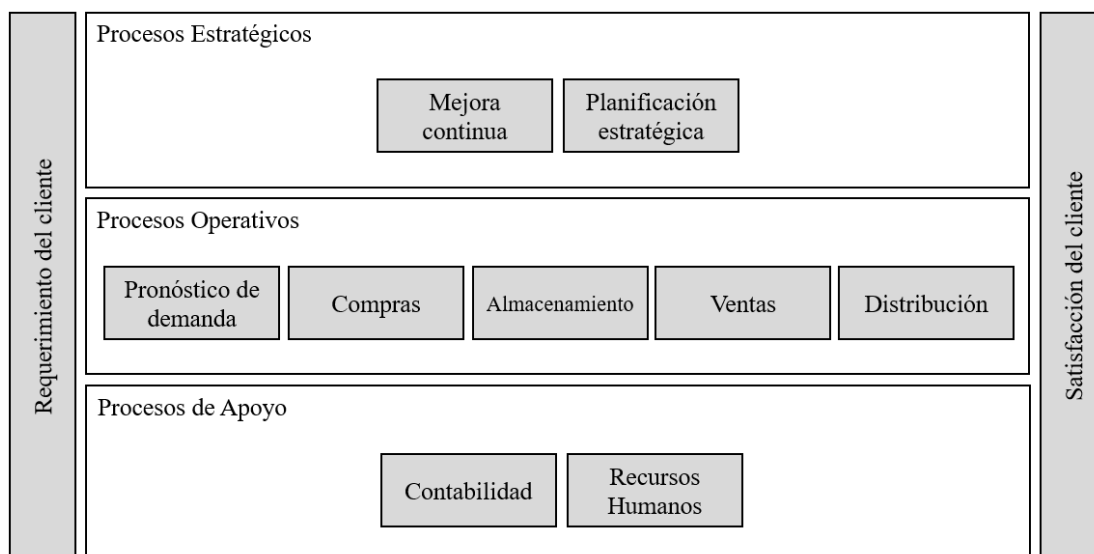 Requerimiento del cliente
Procesos Estratégicos
Mejora
continua
Planificación
estratégica
Procesos Operativos
Pronóstico de
demanda
Compras
Almacenamiento
Ventas
Distribución
Procesos de Apoyo
Contabilidad
Recursos
Humanos
Satisfacción del cliente